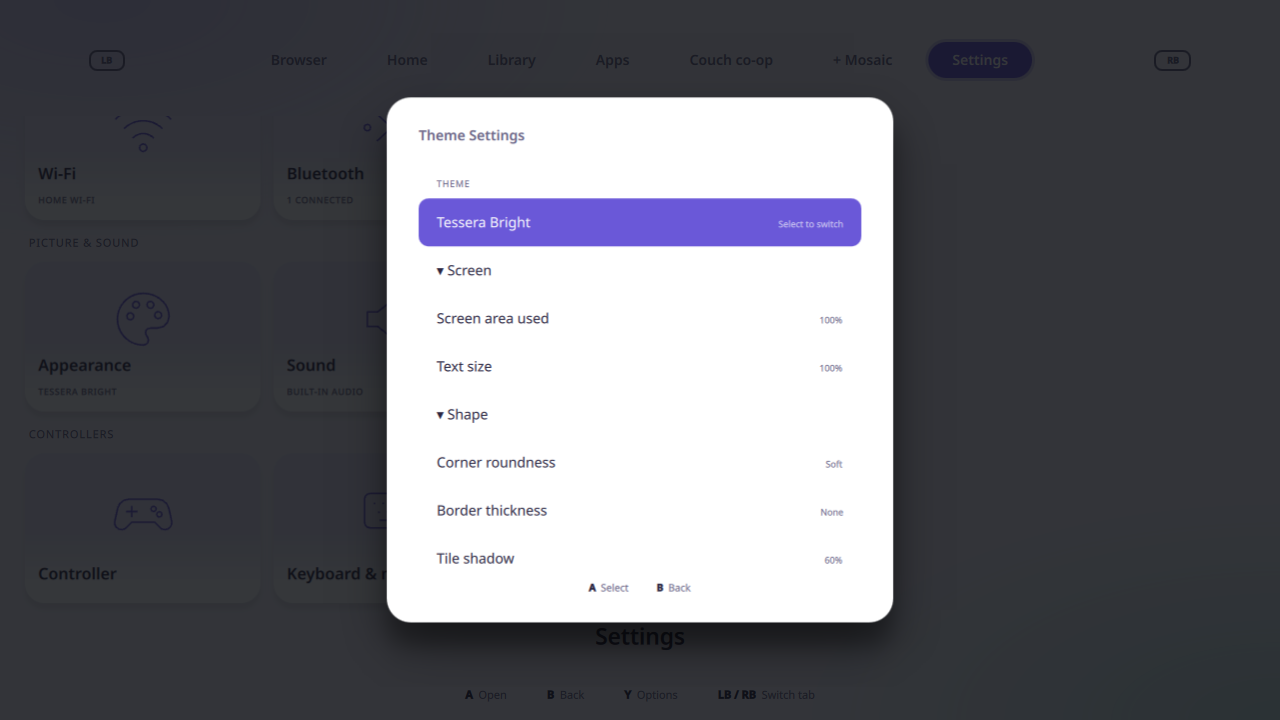 LB Browser Home Library Apps Couch co-op + Mosaic Settings RB
Theme Settings
THEME
Tessera Bright Select to switch
▾ Screen
Screen area used 100%
Text size 100%
▾ Shape
Corner roundness Soft
Border thickness None
Tile shadow 60%
A Select B Back
Wi-Fi
HOME WI-FI
Bluetooth
1 CONNECTED
PICTURE & SOUND
Appearance
TESSERA BRIGHT
Sound
BUILT-IN AUDIO
CONTROLLERS
Controller
Keyboard &
Settings
A Open B Back Y Options LB / RB Switch tab